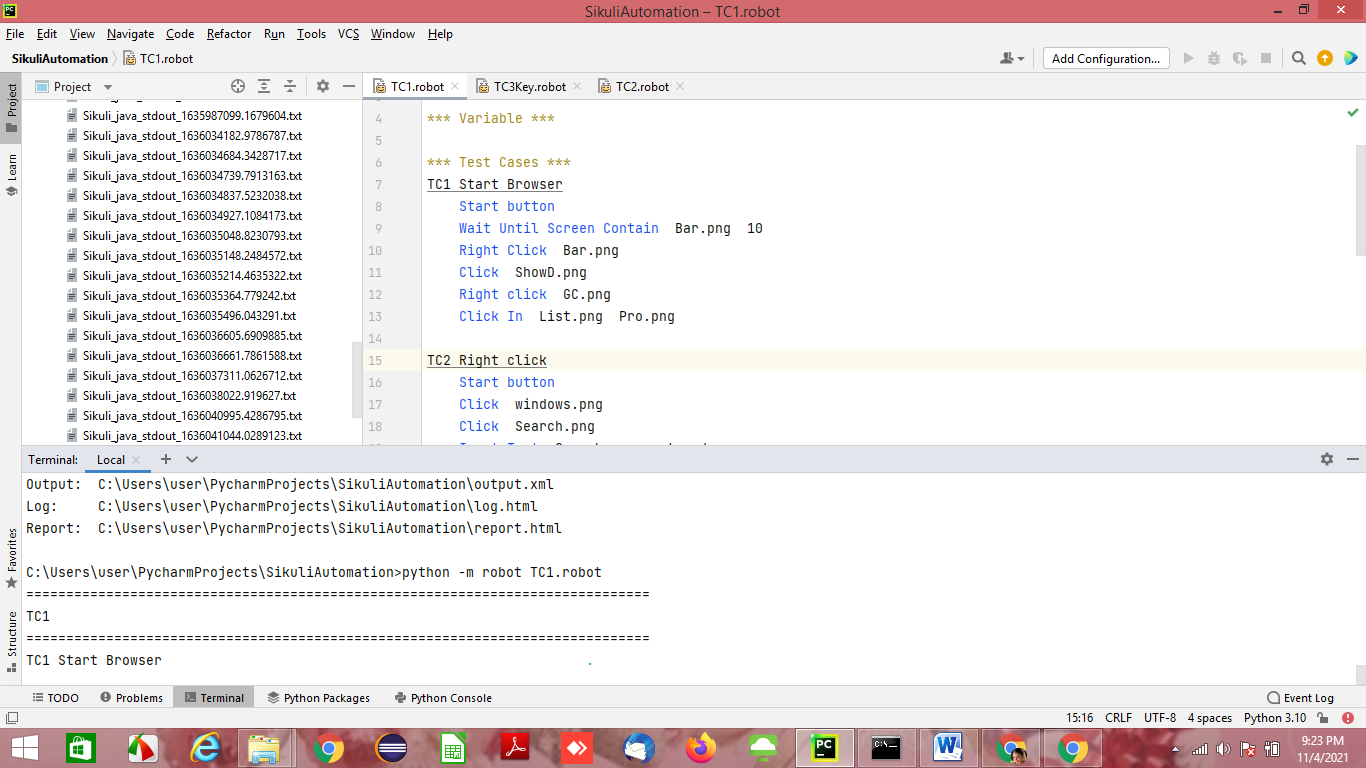 SikuliAutomation – TC1.robot
File Edit View Navigate Code Refactor Run Tools VCS Window Help
SikuliAutomation TC1.robot
Add Configuration...
Project
TC1.robot TC3Key.robot TC2.robot
Project
Learn
Favorites
Structure
Sikuli_java_stdout_1635987099.1679604.txt
Sikuli_java_stdout_1636034182.9786787.txt
Sikuli_java_stdout_1636034684.3428717.txt
Sikuli_java_stdout_1636034739.7913163.txt
Sikuli_java_stdout_1636034837.5232038.txt
Sikuli_java_stdout_1636034927.1084173.txt
Sikuli_java_stdout_1636035048.8230793.txt
Sikuli_java_stdout_1636035148.2484572.txt
Sikuli_java_stdout_1636035214.4635322.txt
Sikuli_java_stdout_1636035364.779242.txt
Sikuli_java_stdout_1636035496.043291.txt
Sikuli_java_stdout_1636036605.6909885.txt
Sikuli_java_stdout_1636036661.7861588.txt
Sikuli_java_stdout_1636037311.0626712.txt
Sikuli_java_stdout_1636038022.919627.txt
Sikuli_java_stdout_1636040995.4286795.txt
Sikuli_java_stdout_1636041044.0289123.txt
4 *** Variable ***
5
6 *** Test Cases ***
7 TC1 Start Browser
8 Start button
9 Wait Until Screen Contain Bar.png 10
10 Right Click Bar.png
11 Click ShowD.png
12 Right click GC.png
13 Click In List.png Pro.png
14
15 TC2 Right click
16 Start button
17 Click windows.png
18 Click Search.png
Terminal: Local
Output: C:\Users\user\PycharmProjects\SikuliAutomation\output.xml
Log: C:\Users\user\PycharmProjects\SikuliAutomation\log.html
Report: C:\Users\user\PycharmProjects\SikuliAutomation\report.html
C:\Users\user\PycharmProjects\SikuliAutomation>python -m robot TC1.robot
==============================================================================
TC1
==============================================================================
TC1 Start Browser .
TODO Problems Terminal Python Packages Python Console Event Log
15:16 CRLF UTF-8 4 spaces Python 3.10
9:23 PM
11/4/2021